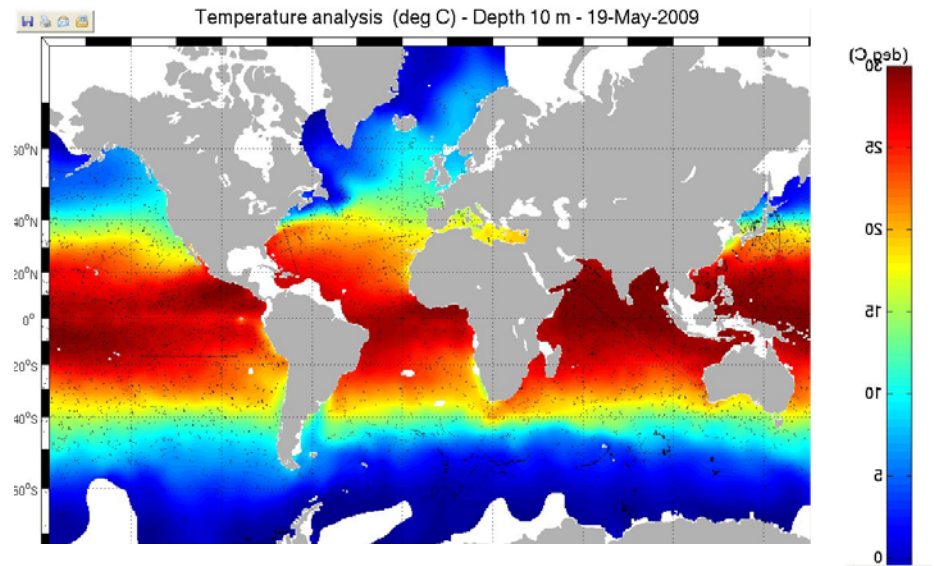 Temperature analysis (deg C) - Depth 10 m - 19-May-2009
(deg C)
30
60°N
25
40°N
20
20°N
0°
15
20°S
10
40°S
5
60°S
0